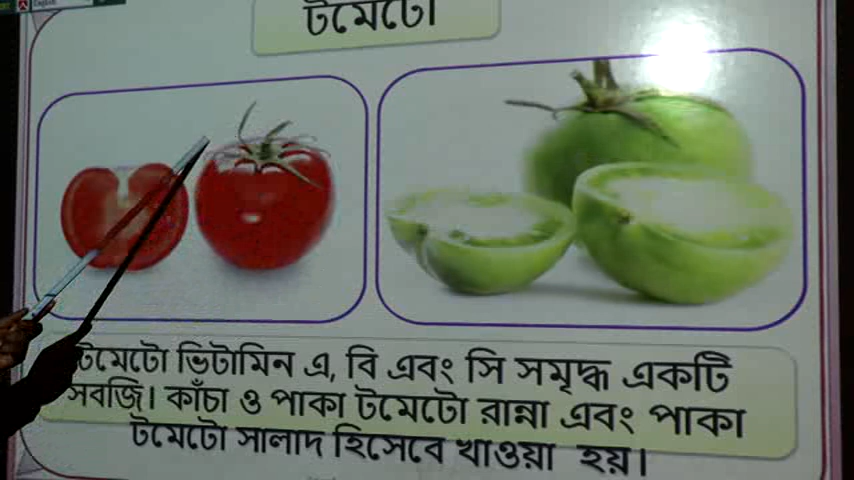 টমেটো
টমেটো ভিটামিন এ, বি এবং সি সমৃদ্ধ একটি
সবজি। কাঁচা ও পাকা টমেটো রান্না এবং পাকা
টমেটো সালাদ হিসেবে খাওয়া হয়।